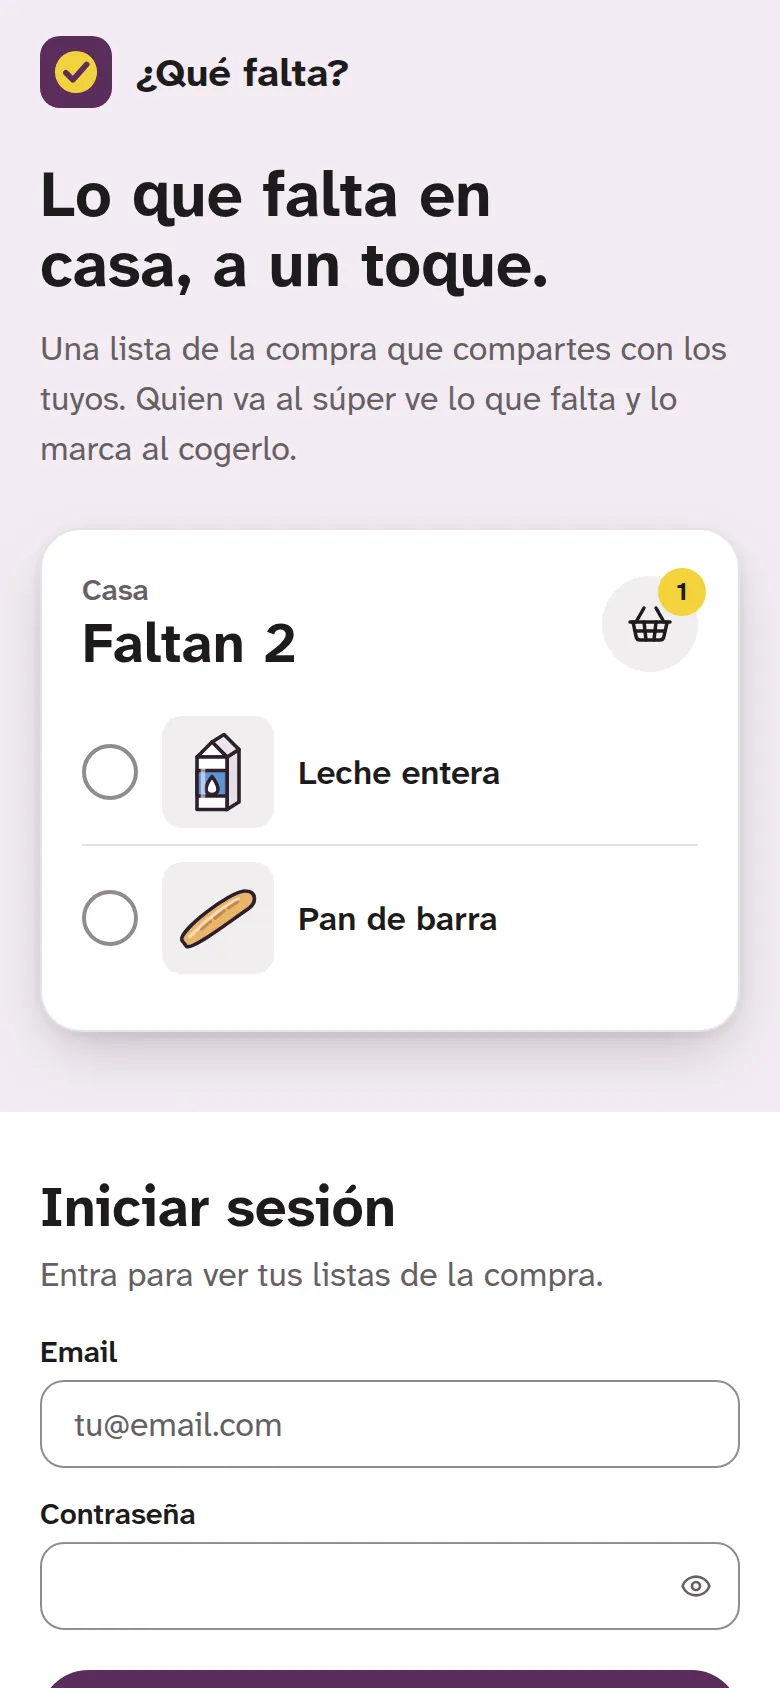 ¿Qué falta?
Lo que falta en
casa, a un toque.
Una lista de la compra que compartes con los
tuyos. Quien va al súper ve lo que falta y lo
marca al cogerlo.
Casa
1
Faltan 2
Leche entera
Pan de barra
Iniciar sesión
Entra para ver tus listas de la compra.
Email
tu@email.com
Contraseña